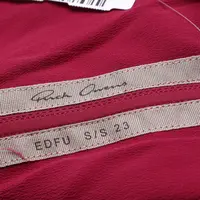 Rick Owens
EDFU S/S 23